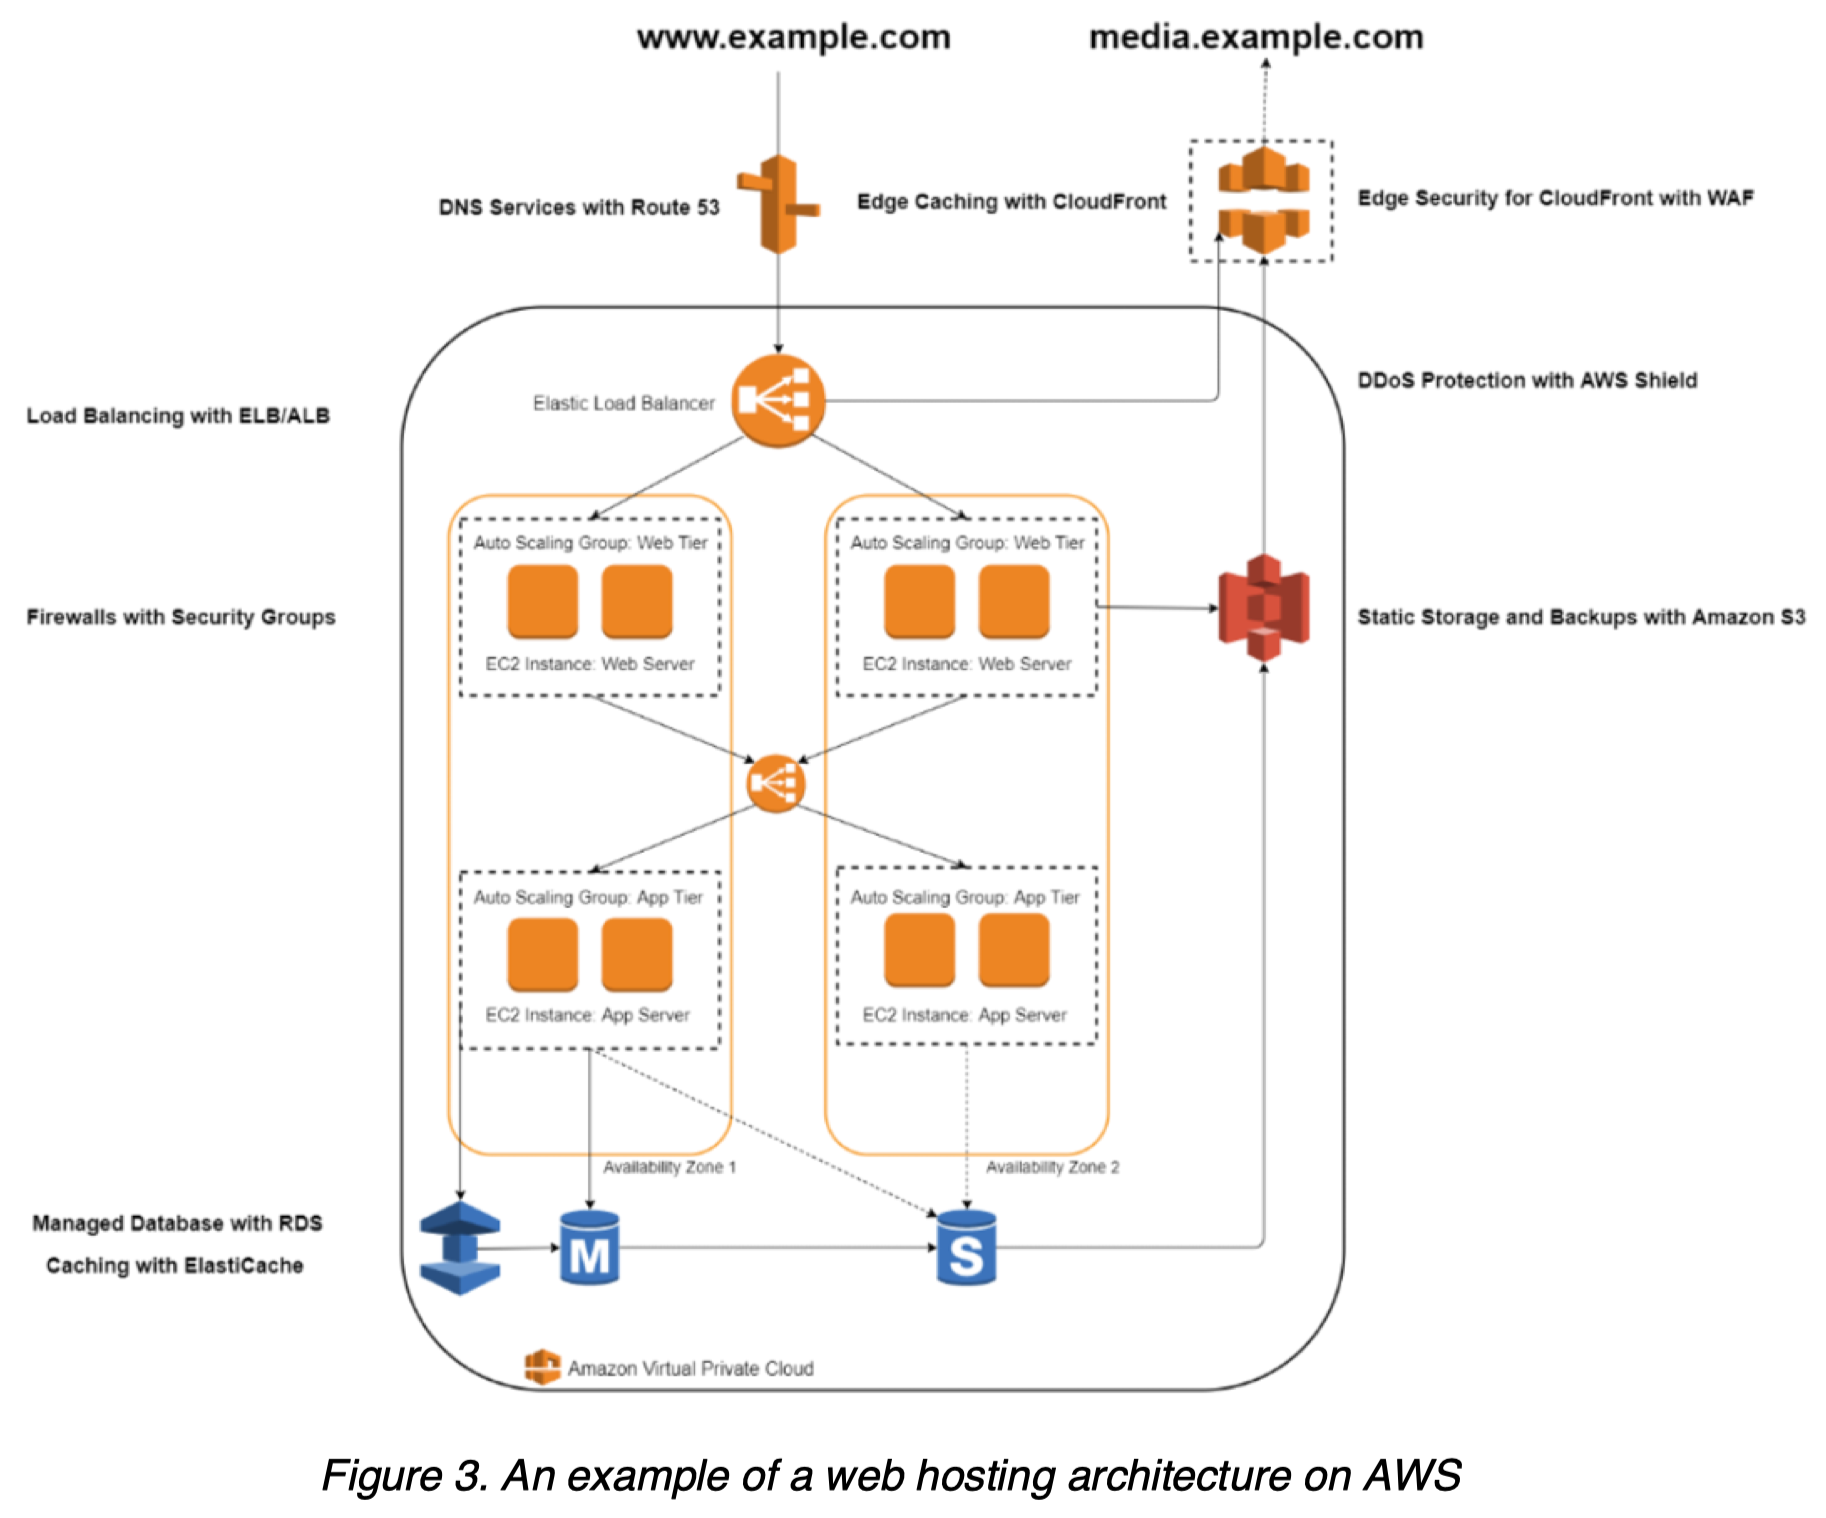 www.example.com
media.example.com
DNS Services with Route 53
Edge Caching with CloudFront
Edge Security for CloudFront with WAF
DDoS Protection with AWS Shield
Load Balancing with ELB/ALB
Elastic Load Balancer
Auto Scaling Group: Web Tier
EC2 Instance: Web Server
Auto Scaling Group: Web Tier
EC2 Instance: Web Server
Firewalls with Security Groups
Static Storage and Backups with Amazon S3
Auto Scaling Group: App Tier
EC2 Instance: App Server
Auto Scaling Group: App Tier
EC2 Instance: App Server
Availability Zone 1
Availability Zone 2
Managed Database with RDS
Caching with ElastiCache
M
S
Amazon Virtual Private Cloud
Figure 3. An example of a web hosting architecture on AWS